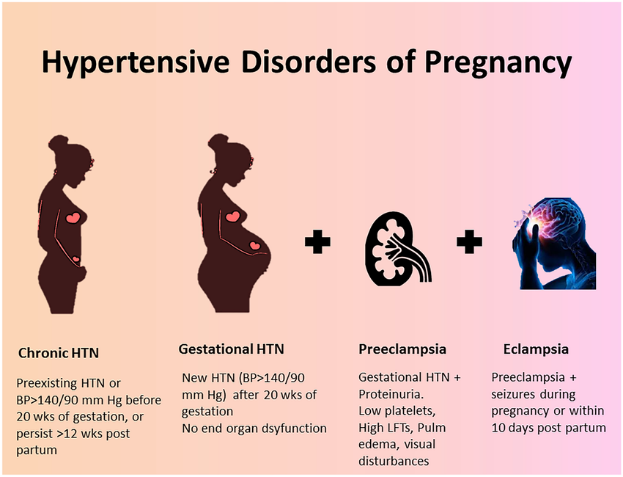 Hypertensive Disorders of Pregnancy
Chronic HTN
Preexisting HTN or
BP>140/90 mm Hg before
20 wks of gestation, or
persist >12 wks post
partum
Gestational HTN
New HTN (BP>140/90
mm Hg) after 20 wks of
gestation
No end organ dsyfunction
Preeclampsia
Gestational HTN +
Proteinuria.
Low platelets,
High LFTs, Pulm
edema, visual
disturbances
Eclampsia
Preeclampsia +
seizures during
pregnancy or within
10 days post partum